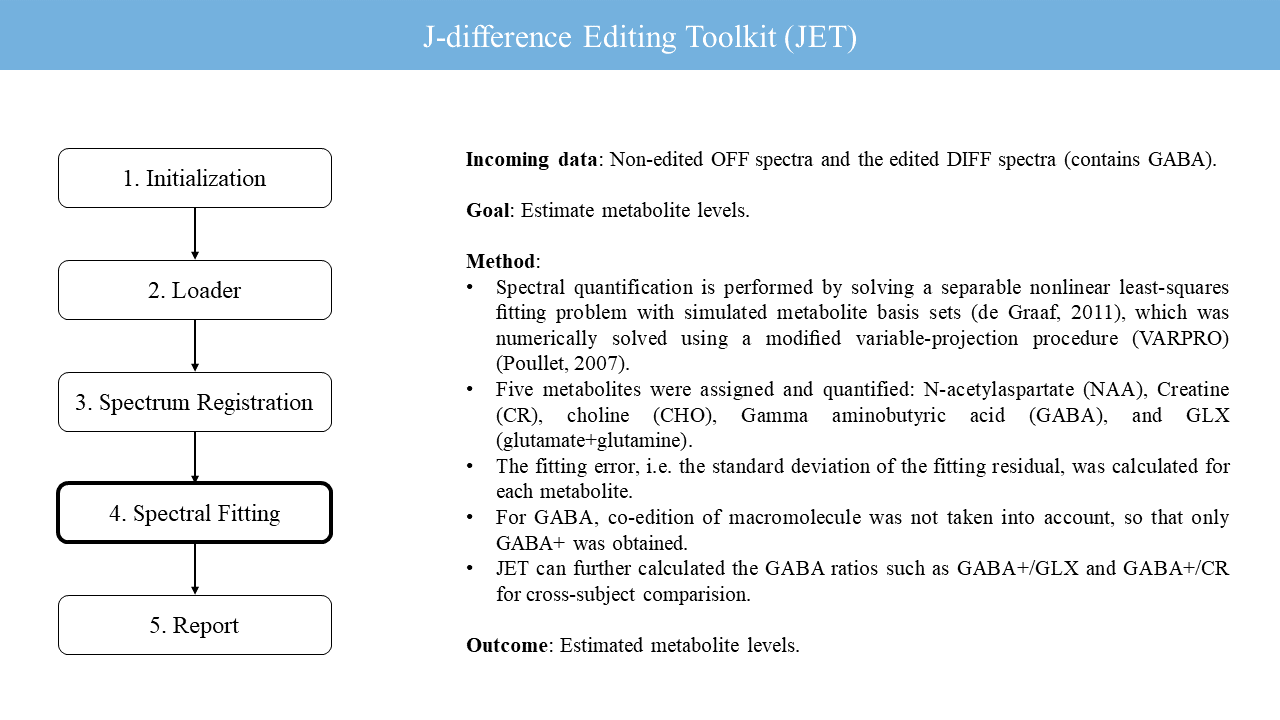 J-difference Editing Toolkit (JET)
1. Initialization
2. Loader
3. Spectrum Registration
4. Spectral Fitting
5. Report
Incoming data: Non-edited OFF spectra and the edited DIFF spectra (contains GABA).
Goal: Estimate metabolite levels.
Method:
• Spectral quantification is performed by solving a separable nonlinear least-squares
fitting problem with simulated metabolite basis sets (de Graaf, 2011), which was
numerically solved using a modified variable-projection procedure (VARPRO)
(Poullet, 2007).
• Five metabolites were assigned and quantified: N-acetylaspartate (NAA), Creatine
(CR), choline (CHO), Gamma aminobutyric acid (GABA), and GLX
(glutamate+glutamine).
• The fitting error, i.e. the standard deviation of the fitting residual, was calculated for
each metabolite.
• For GABA, co-edition of macromolecule was not taken into account, so that only
GABA+ was obtained.
• JET can further calculated the GABA ratios such as GABA+/GLX and GABA+/CR
for cross-subject comparision.
Outcome: Estimated metabolite levels.